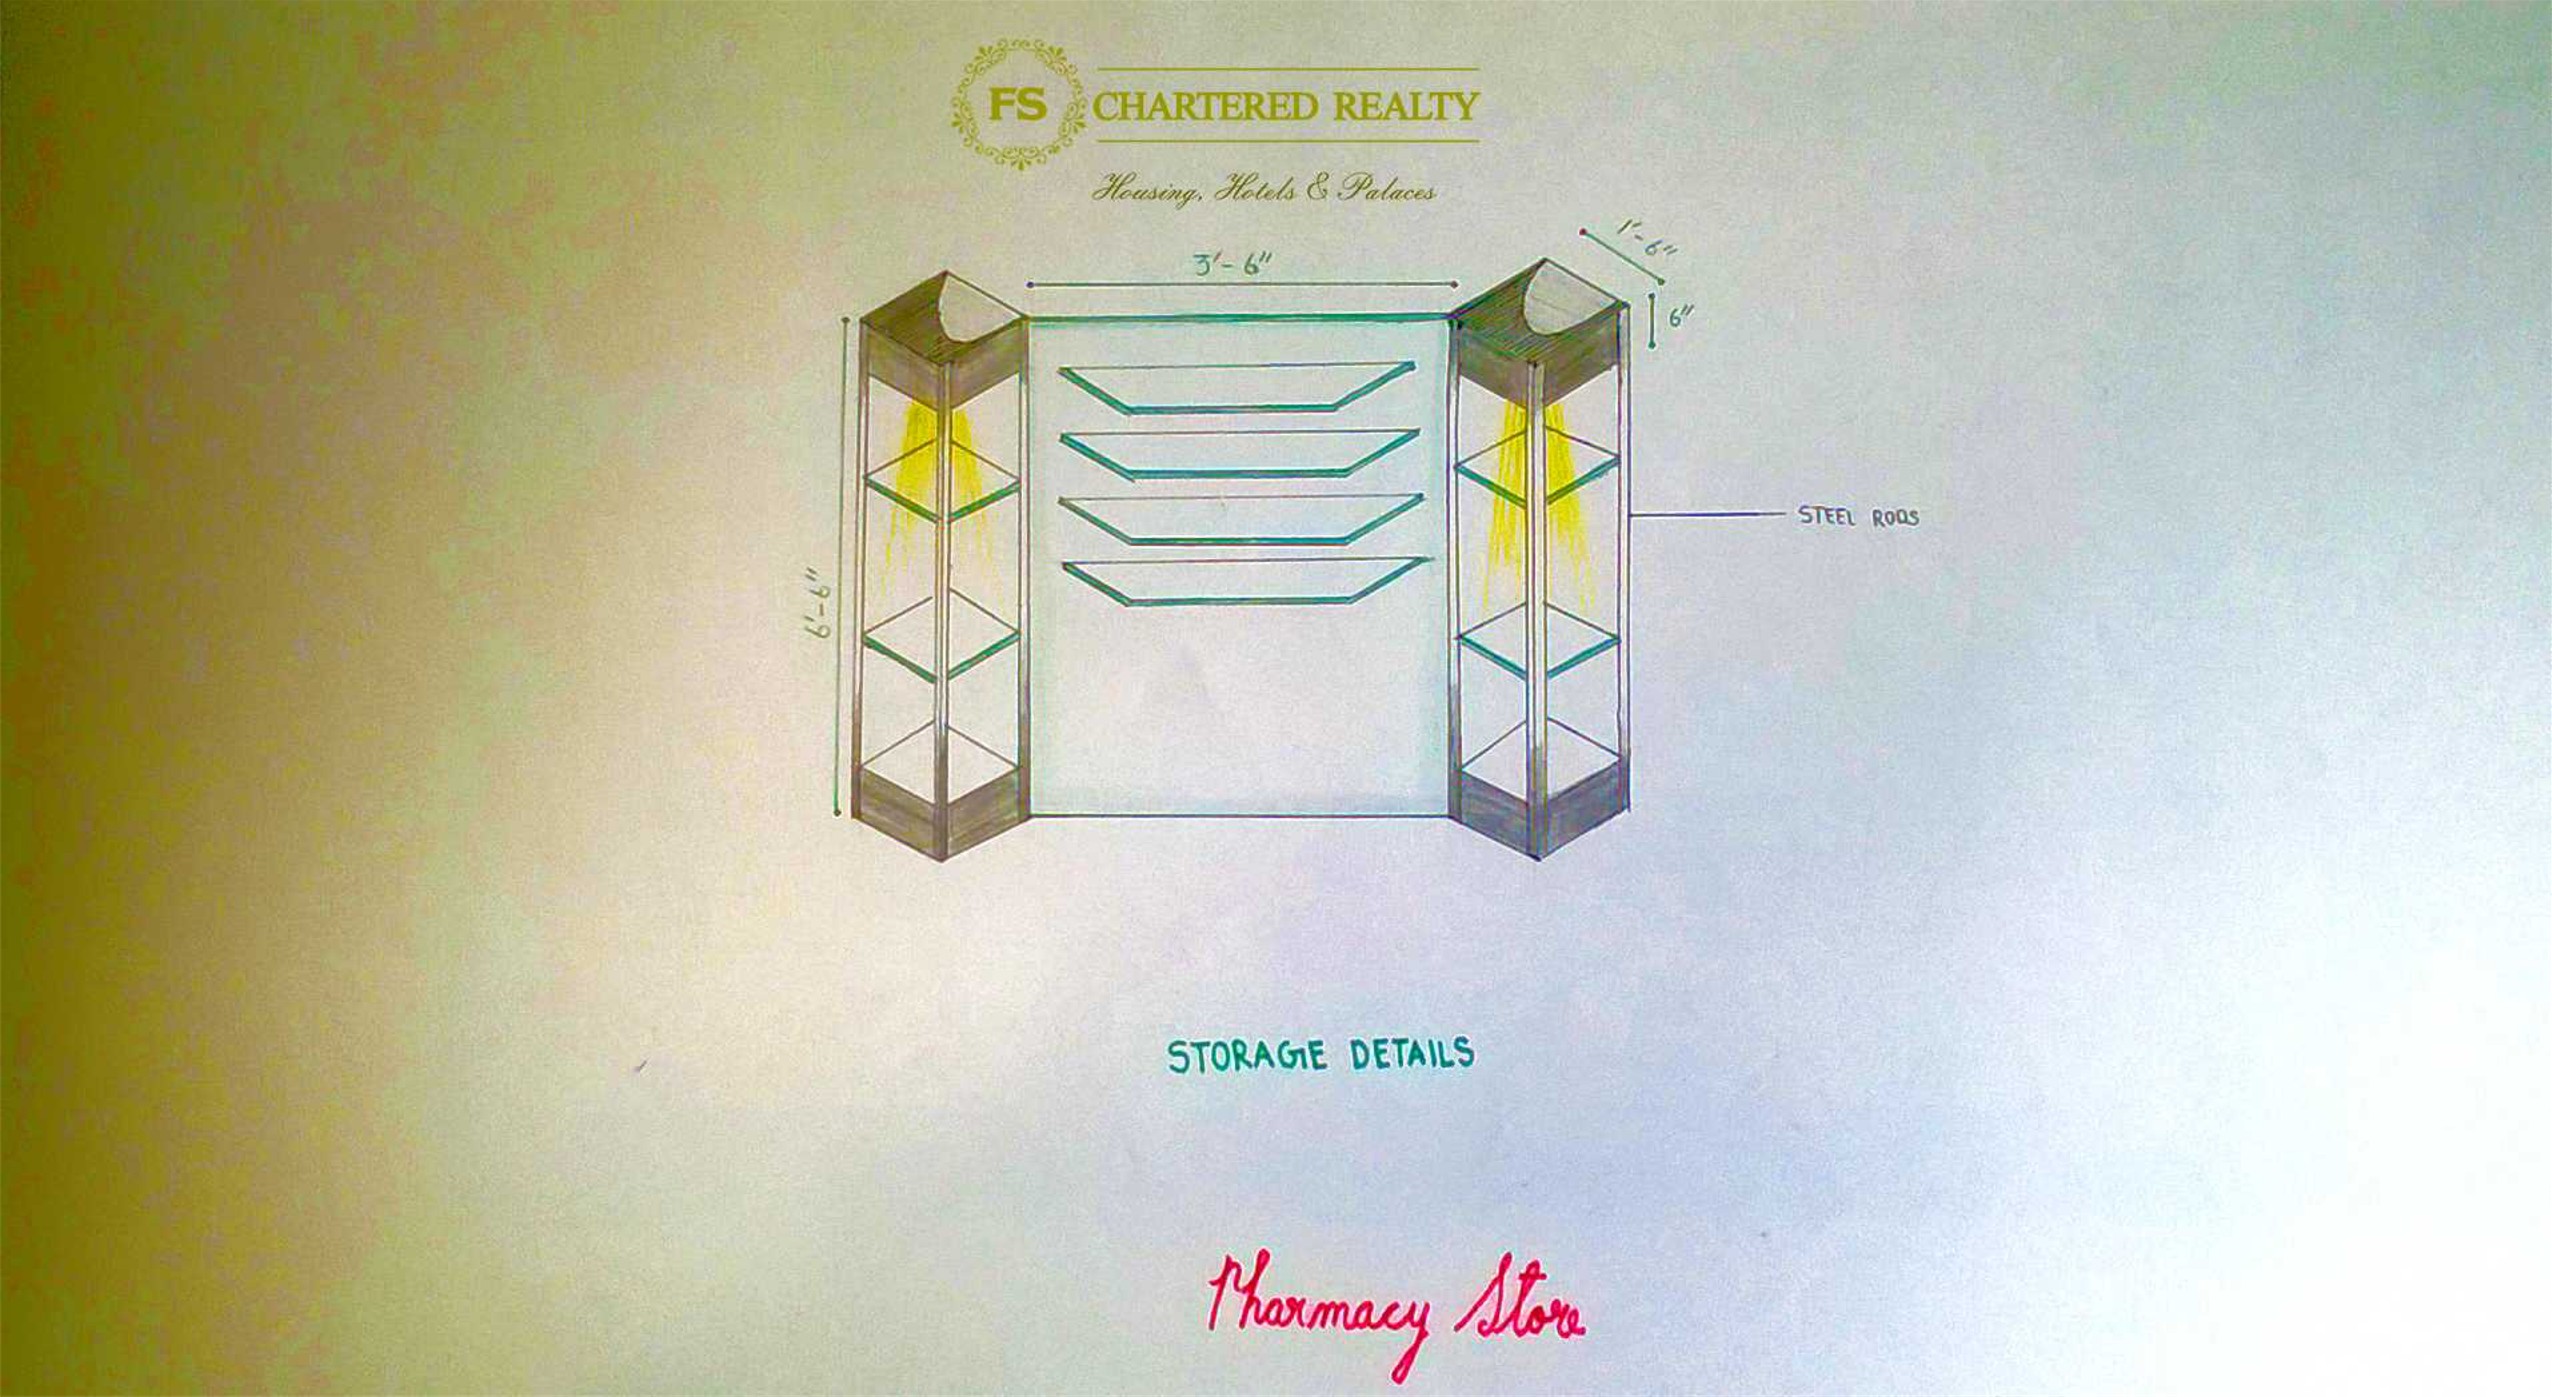 FS
CHARTERED REALTY
Housing, Hotels & Palaces
1'-6"
3'-6"
6"
STEEL RODS
6'-6"
STORAGE DETAILS
Pharmacy Store